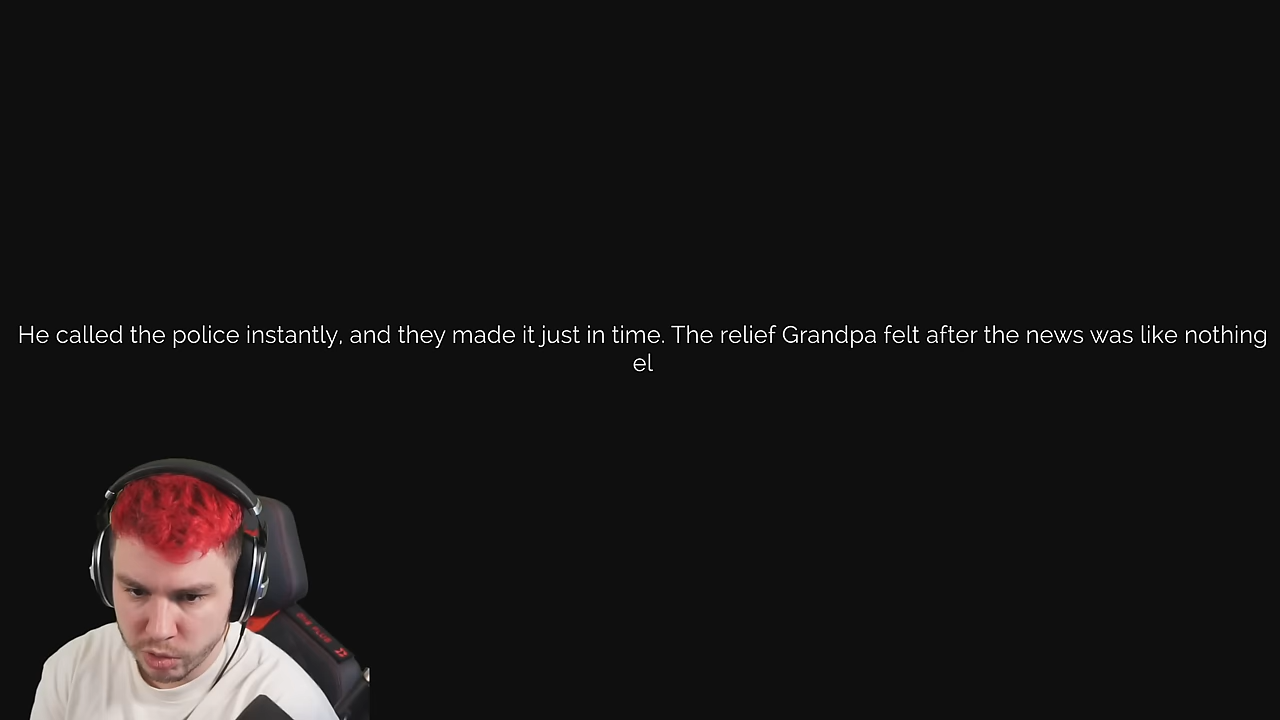 He called the police instantly, and they made it just in time. The relief Grandpa felt after the news was like nothing
el